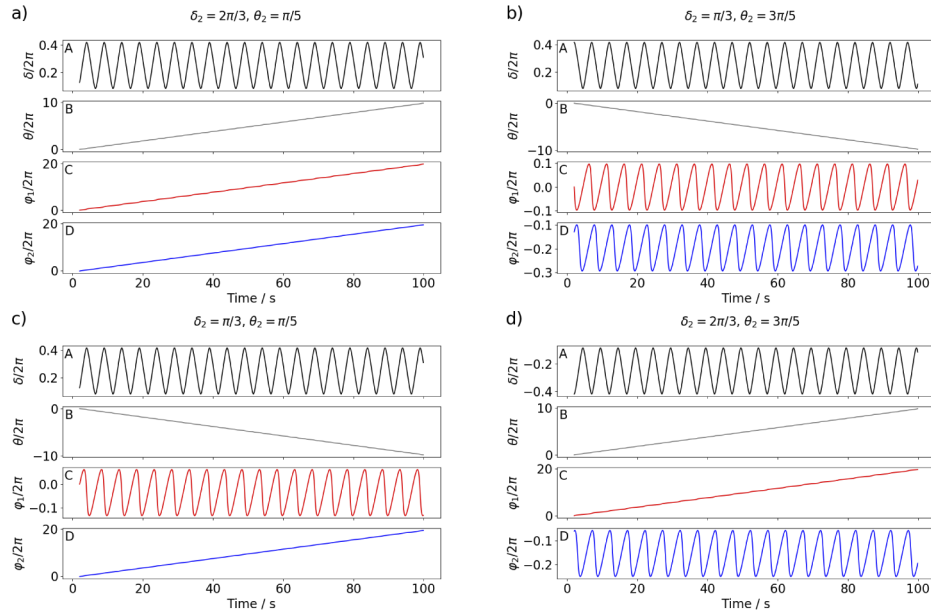 a)
δ₂ = 2π/3, θ₂ = π/5
A
0.4
0.2
δ/2π
B
10
0
θ/2π
C
20
0
φ₁/2π
D
20
0
φ₂/2π
0 20 40 60 80 100
Time / s
b)
δ₂ = π/3, θ₂ = 3π/5
A
0.4
0.2
δ/2π
B
0
−10
θ/2π
C
0.1
0.0
−0.1
φ₁/2π
D
−0.1
−0.2
−0.3
φ₂/2π
0 20 40 60 80 100
Time / s
c)
δ₂ = π/3, θ₂ = π/5
A
0.4
0.2
δ/2π
B
0
−10
θ/2π
C
0.0
−0.1
φ₁/2π
D
20
0
φ₂/2π
0 20 40 60 80 100
Time / s
d)
δ₂ = 2π/3, θ₂ = 3π/5
A
−0.2
−0.4
δ/2π
B
10
0
θ/2π
C
20
0
φ₁/2π
D
−0.1
−0.2
φ₂/2π
0 20 40 60 80 100
Time / s